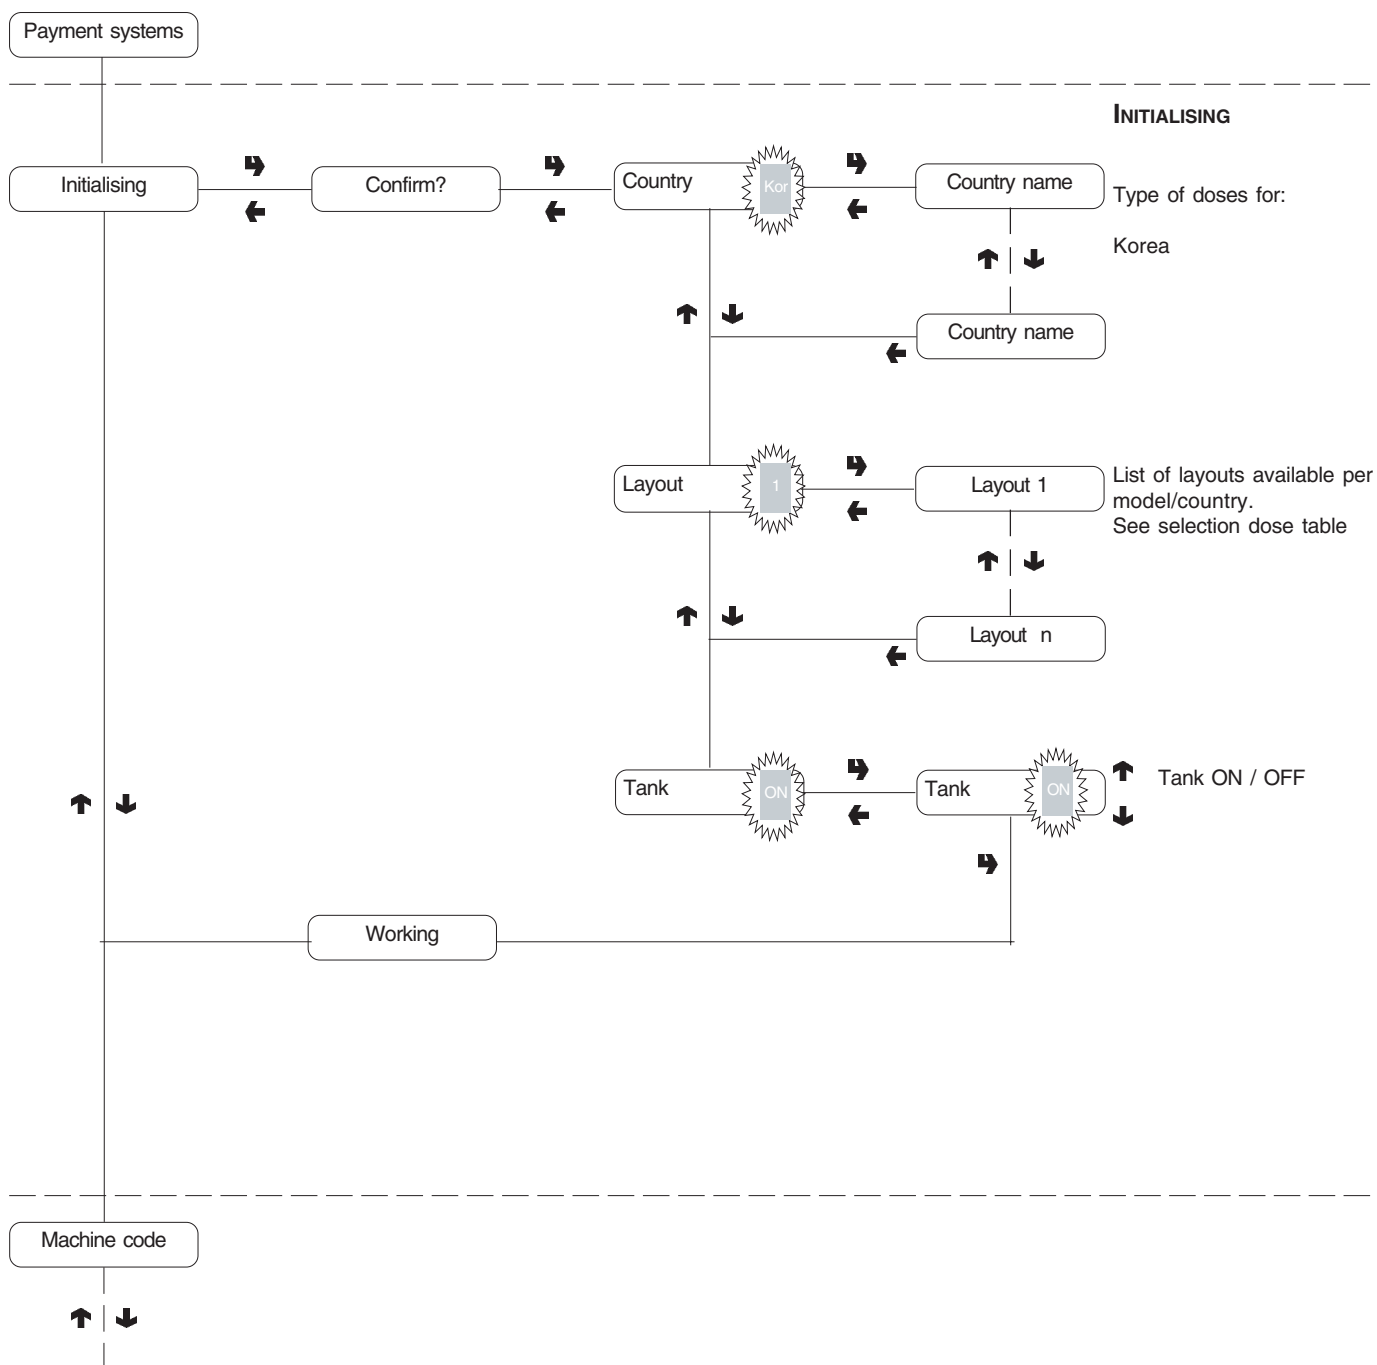 Payment systems
INITIALISING
Initialising
Confirm?
Country
Kor
Country name
Type of doses for:
Korea
Country name
Layout
1
Layout 1
List of layouts available per
model/country.
See selection dose table
Layout n
Tank
ON
Tank
ON
Tank ON / OFF
Working
Machine code